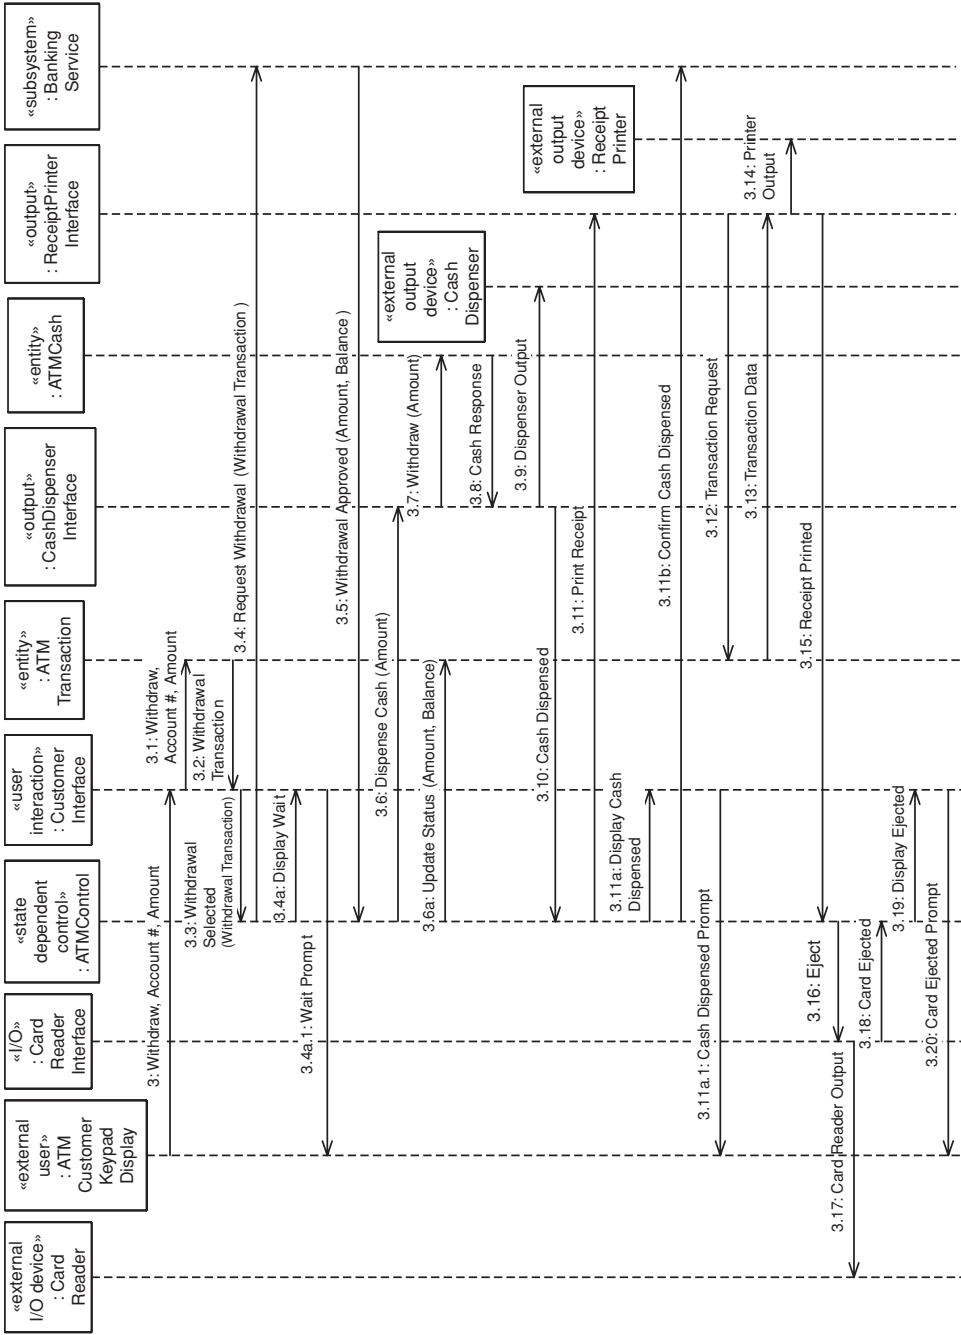 «external
I/O device»
: Card
Reader
«external
user»
: ATM
Customer
Keypad
Display
«I/O»
: Card
Reader
Interface
«state
dependent
control»
: ATMControl
«user
interaction»
: Customer
Interface
«entity»
: ATM
Transaction
«output»
: CashDispenser
Interface
«entity»
: ATMCash
«output»
: ReceiptPrinter
Interface
«subsystem»
: Banking
Service
3: Withdraw, Account #, Amount
3.1: Withdraw,
Account #, Amount
3.2: Withdrawal
Transaction
3.3: Withdrawal
Selected
(Withdrawal Transaction)
3.4: Request Withdrawal (Withdrawal Transaction )
3.4a: Display Wait
3.4a.1: Wait Prompt
3.5: Withdrawal Approved (Amount, Balance )
3.6: Dispense Cash (Amount)
«external
output
device»
: Cash
Dispenser
3.6a: Update Status (Amount, Balance)
3.7: Withdraw (Amount)
3.8: Cash Response
3.9: Dispenser Output
3.10: Cash Dispensed
«external
output
device»
: Receipt
Printer
3.11: Print Receipt
3.11a: Display Cash
Dispensed
3.11b: Confirm Cash Dispensed
3.11a.1: Cash Dispensed Prompt
3.12: Transaction Request
3.13: Transaction Data
3.14: Printer
Output
3.15: Receipt Printed
3.16: Eject
3.17: Card Reader Output
3.18: Card Ejected
3.19: Display Ejected
3.20: Card Ejected Prompt